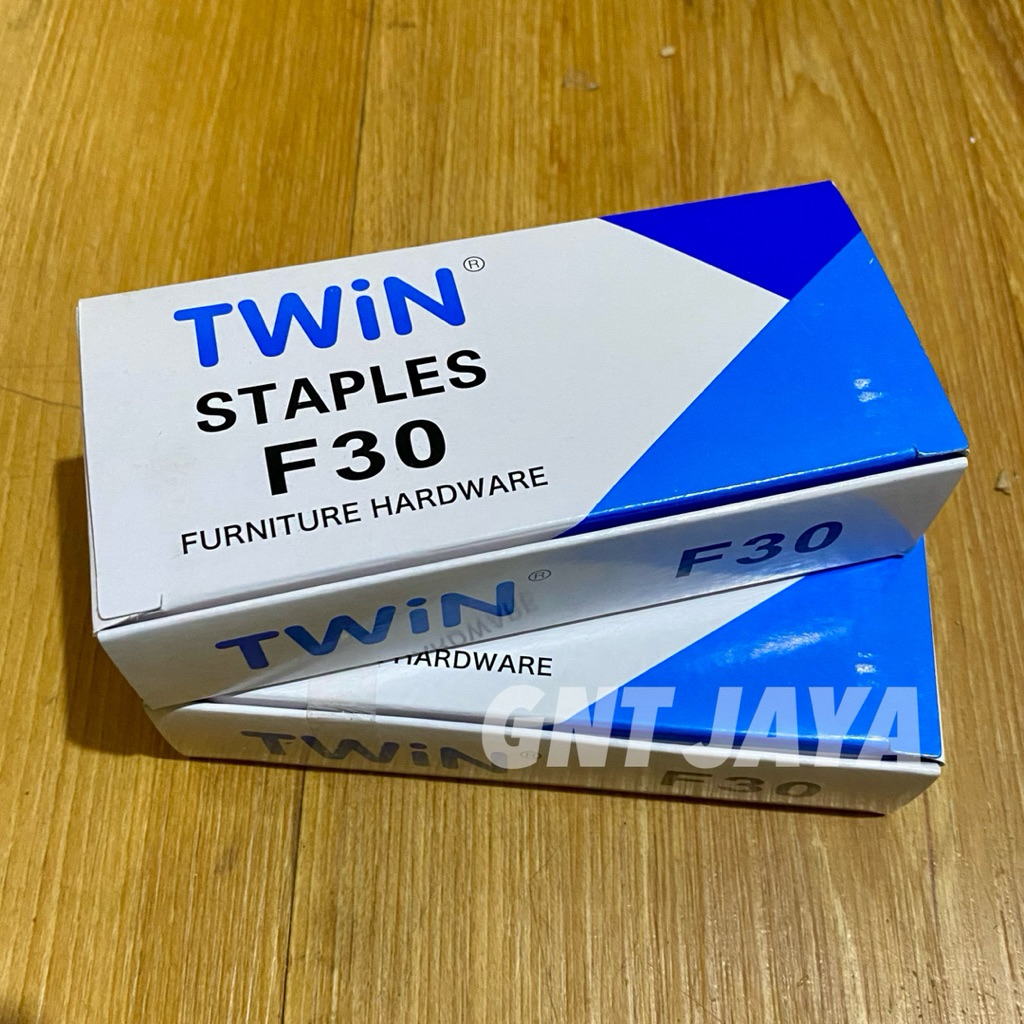 TWiN®
STAPLES
F30
FURNITURE HARDWARE
TWiN® F30
HARDWARE
TWiN® F30
GNT JAYA